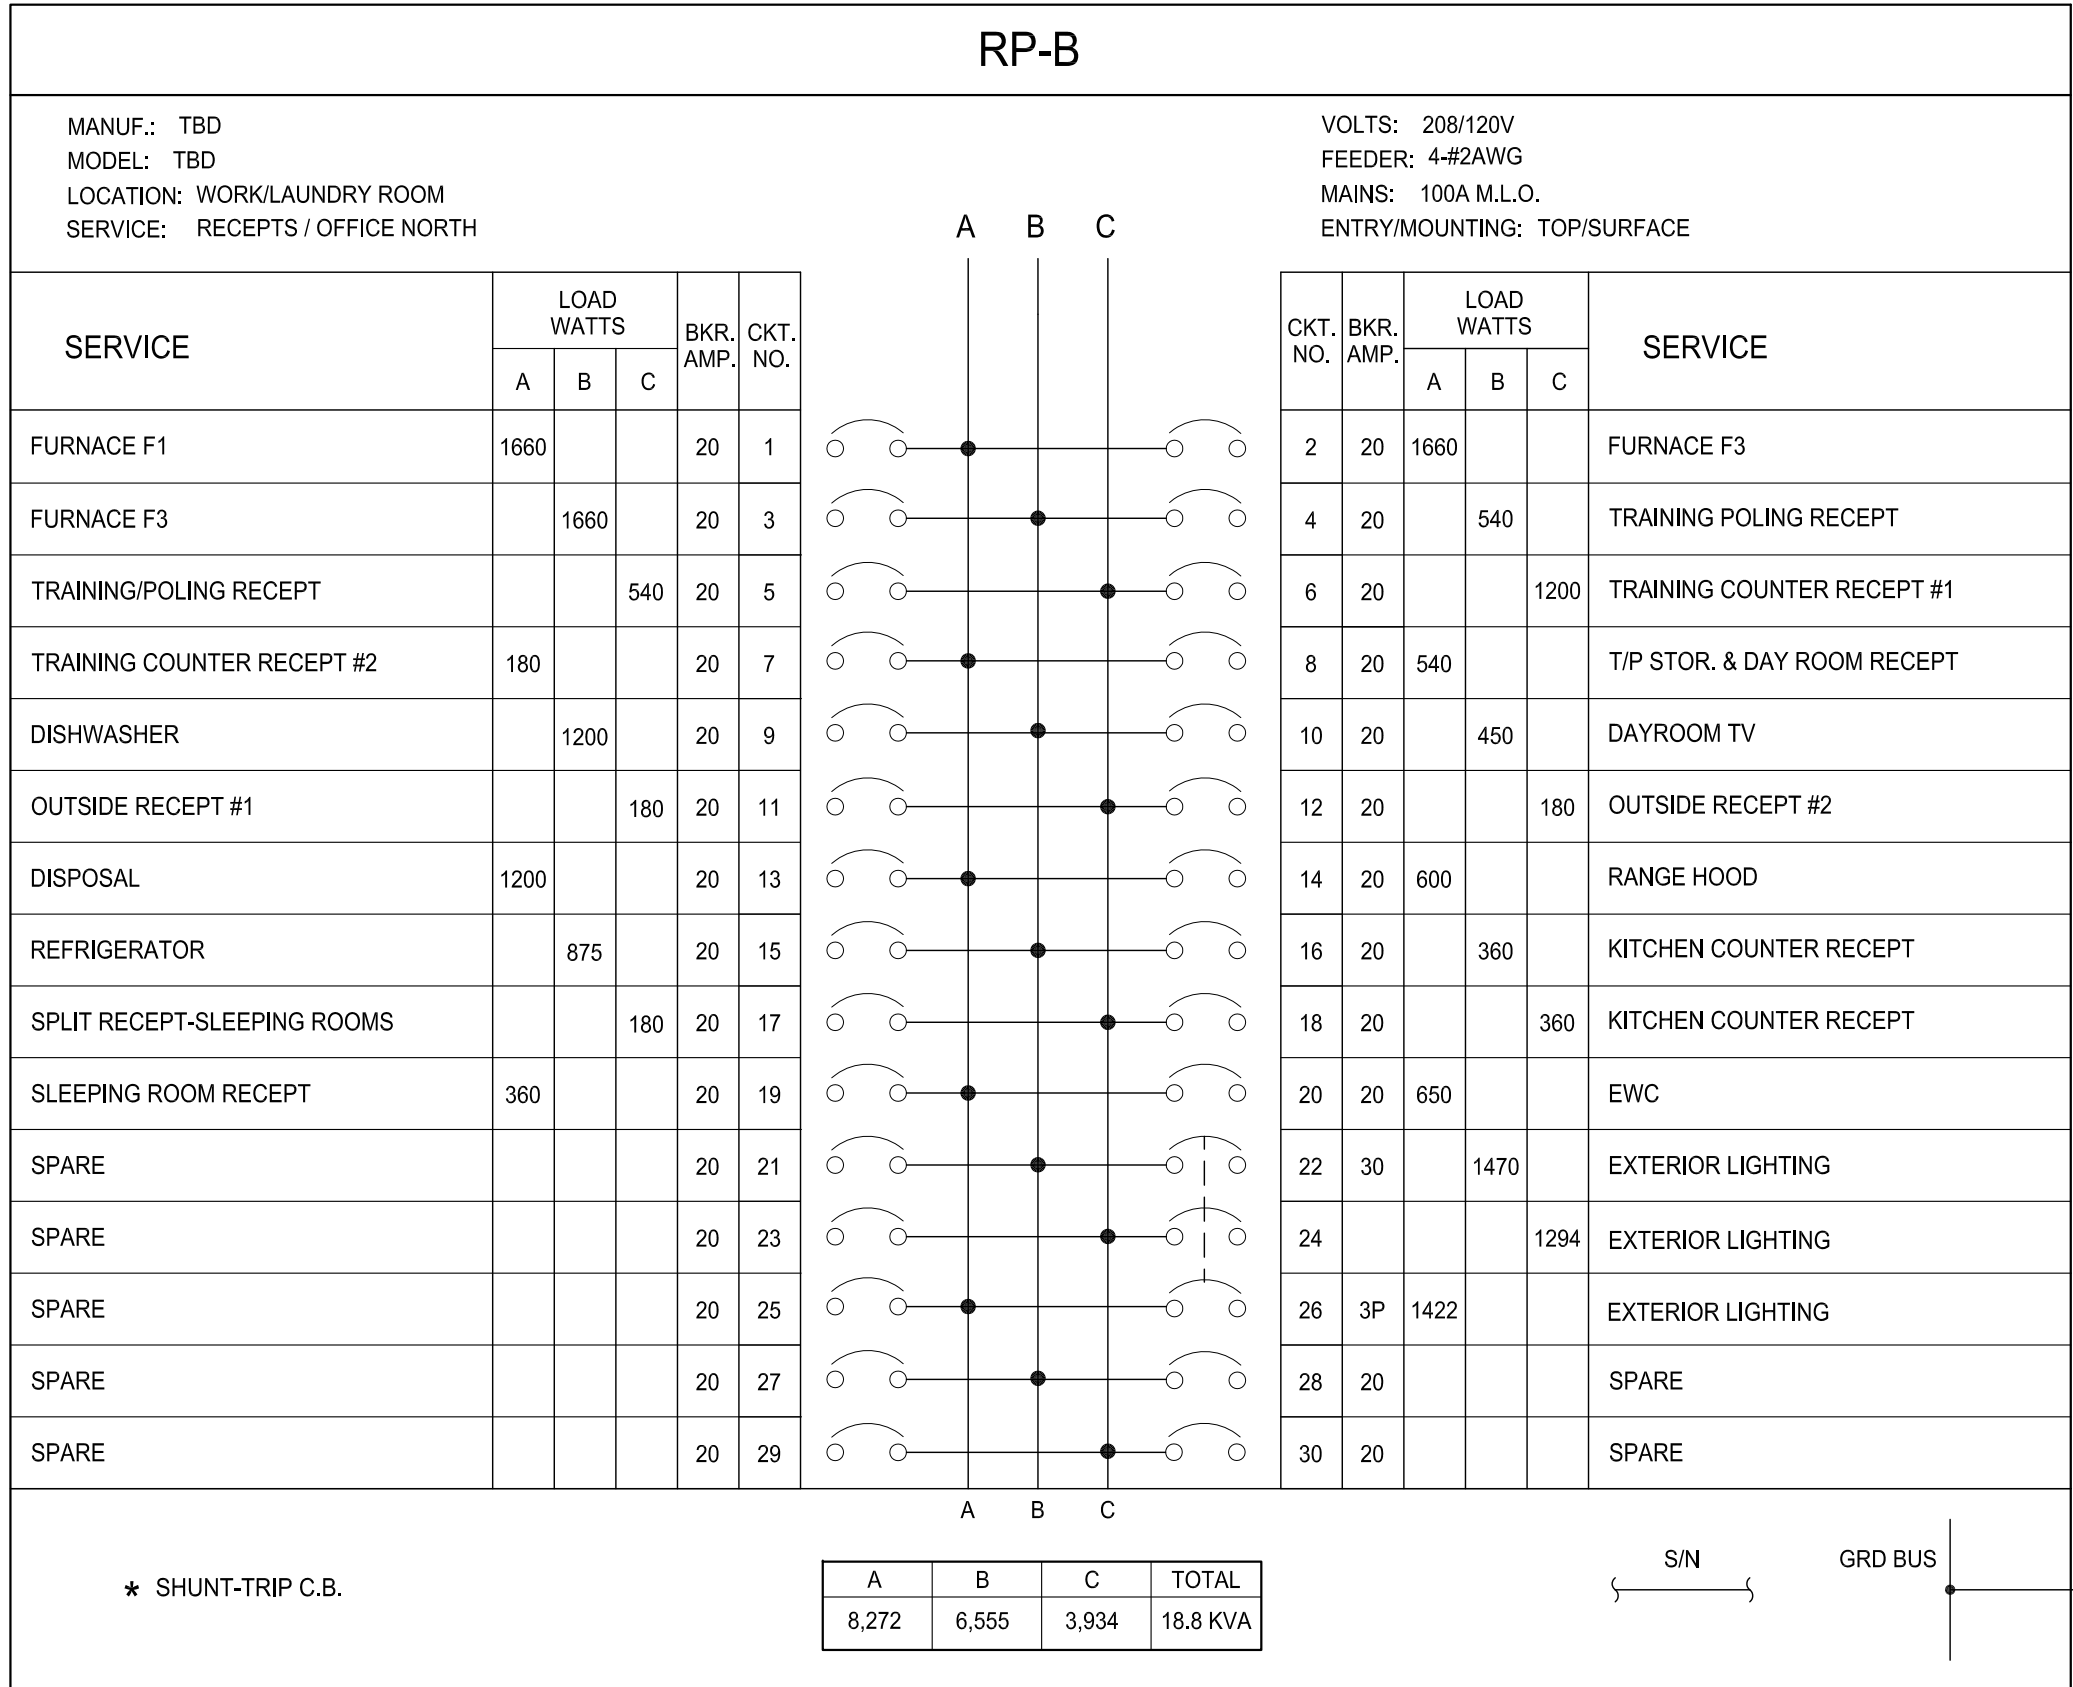 RP-B
MANUF.: TBD
MODEL: TBD
LOCATION: WORK/LAUNDRY ROOM
SERVICE: RECEPTS / OFFICE NORTH
VOLTS: 208/120V
FEEDER: 4-#2AWG
MAINS: 100A M.L.O.
ENTRY/MOUNTING: TOP/SURFACE
A B C
SERVICE LOAD WATTS A B C BKR. AMP. CKT. NO.
CKT. NO. BKR. AMP. LOAD WATTS A B C SERVICE
FURNACE F1 1660 20 1 2 20 1660 FURNACE F3
FURNACE F3 1660 20 3 4 20 540 TRAINING POLING RECEPT
TRAINING/POLING RECEPT 540 20 5 6 20 1200 TRAINING COUNTER RECEPT #1
TRAINING COUNTER RECEPT #2 180 20 7 8 20 540 T/P STOR. & DAY ROOM RECEPT
DISHWASHER 1200 20 9 10 20 450 DAYROOM TV
OUTSIDE RECEPT #1 180 20 11 12 20 180 OUTSIDE RECEPT #2
DISPOSAL 1200 20 13 14 20 600 RANGE HOOD
REFRIGERATOR 875 20 15 16 20 360 KITCHEN COUNTER RECEPT
SPLIT RECEPT-SLEEPING ROOMS 180 20 17 18 20 360 KITCHEN COUNTER RECEPT
SLEEPING ROOM RECEPT 360 20 19 20 20 650 EWC
SPARE 20 21 22 30 1470 EXTERIOR LIGHTING
SPARE 20 23 24 1294 EXTERIOR LIGHTING
SPARE 20 25 26 3P 1422 EXTERIOR LIGHTING
SPARE 20 27 28 20 SPARE
SPARE 20 29 30 20 SPARE
A B C
* SHUNT-TRIP C.B.
A B C TOTAL
8,272 6,555 3,934 18.8 KVA
S/N
GRD BUS